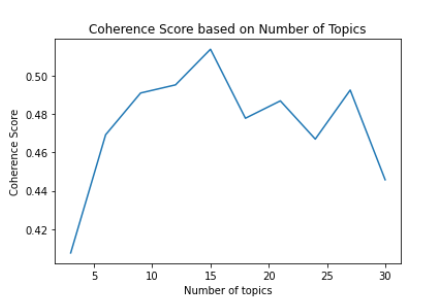 Coherence Score based on Number of Topics
0.50
0.48
0.46
0.44
0.42
Coherence Score
5 10 15 20 25 30
Number of topics